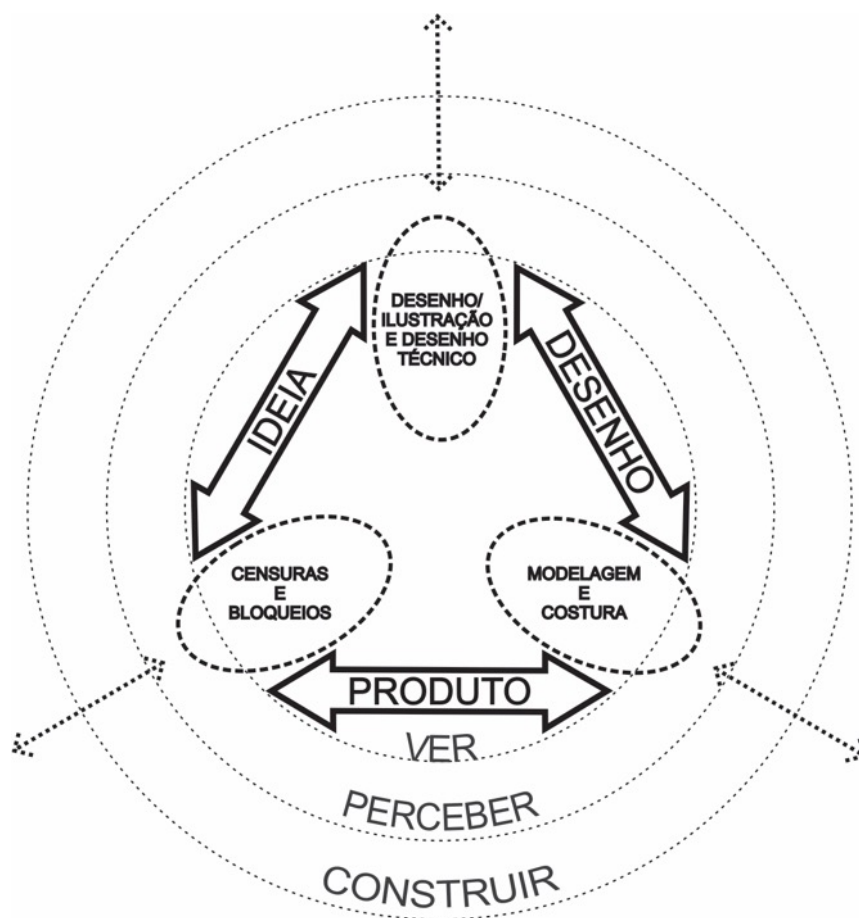 DESENHO/
ILUSTRAÇÃO
E DESENHO
TÉCNICO
IDEIA
DESENHO
CENSURAS
E
BLOQUEIOS
MODELAGEM
E
COSTURA
PRODUTO
VER
PERCEBER
CONSTRUIR